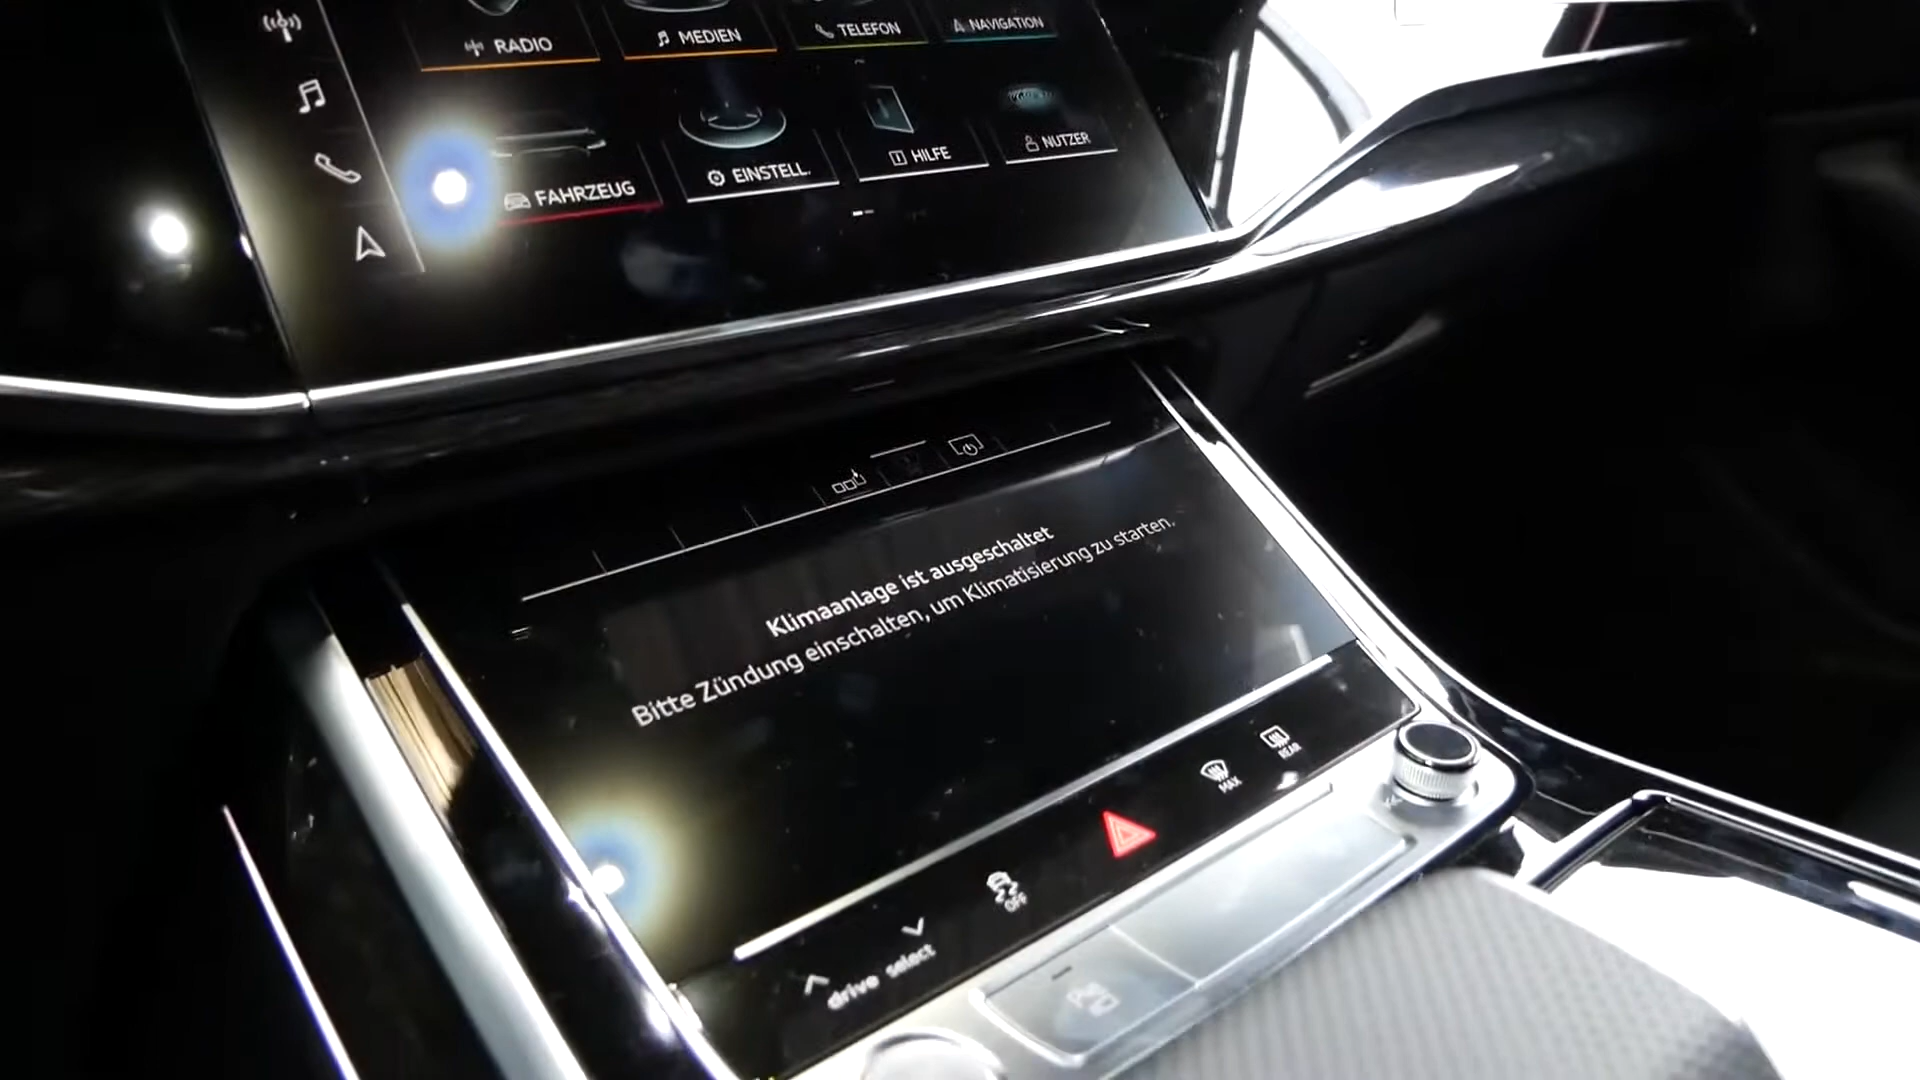 RADIO
MEDIEN
TELEFON
NAVIGATION
FAHRZEUG
EINSTELL.
HILFE
NUTZER
Klimaanlage ist ausgeschaltet
Bitte Zündung einschalten, um Klimatisierung zu starten.
MAX
REAR
OFF
drive select